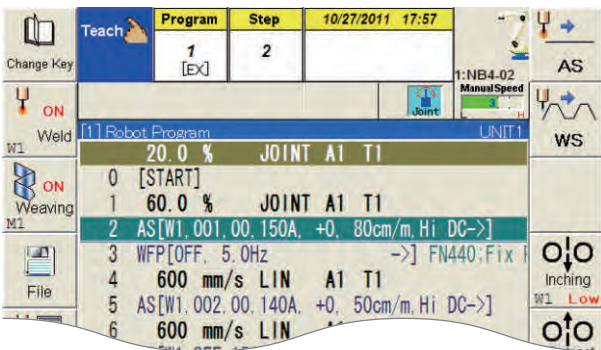 Change Key
Teach
Program
Step
10/27/2011 17:57
1
[EX]
2
1:NB4-02
AS
ON
Weld
W1
Joint
Manual Speed
3
L H
WS
[1] Robot Program UNIT1
20.0 % JOINT A1 T1
0 [START]
1 60.0 % JOINT A1 T1
2 AS[W1,001,00,150A, +0, 80cm/m,Hi DC->]
3 WFP[OFF, 5.0Hz ->] FN440;Fix
4 600 mm/s LIN A1 T1
5 AS[W1,002,00,140A, +0, 50cm/m,Hi DC->]
6 600 mm/s LIN
ON
Weaving
M1
File
Inching
W1 Low